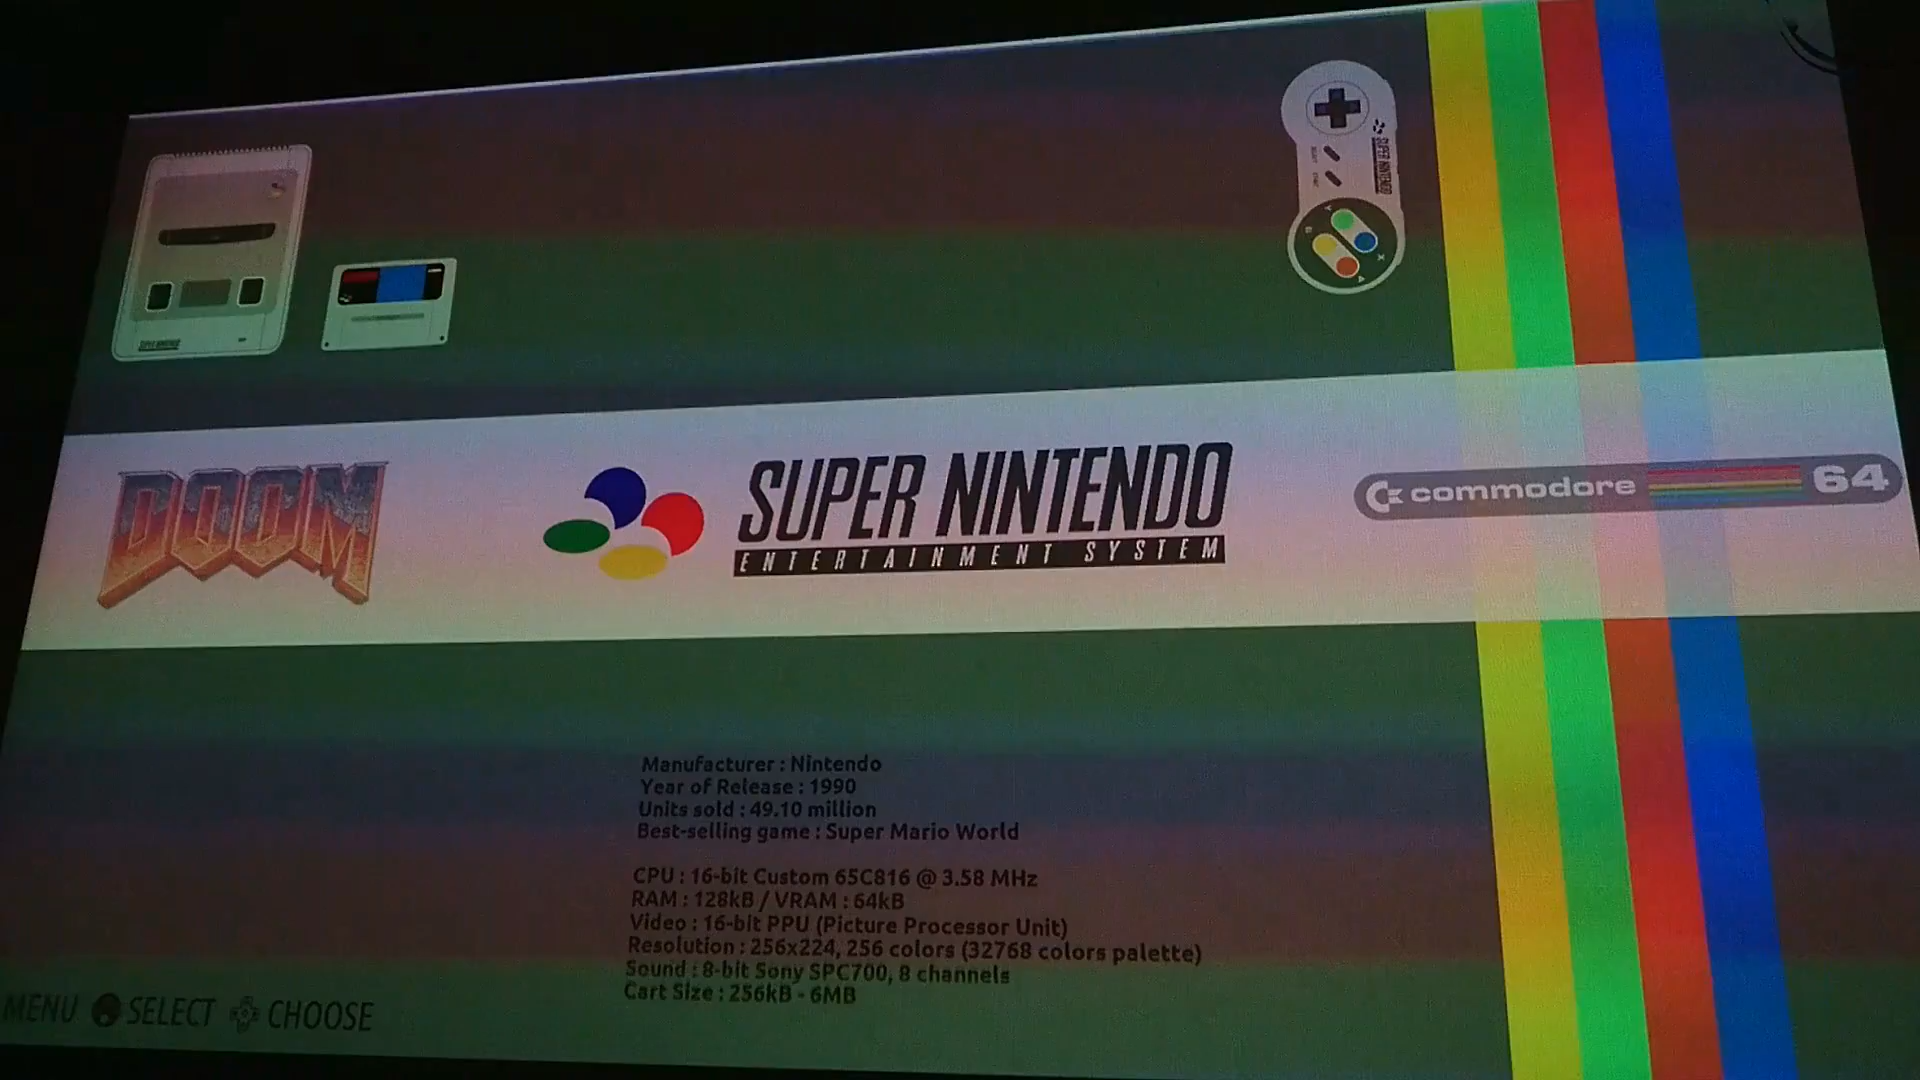 SUPER NINTENDO
DOOM
SUPER NINTENDO
ENTERTAINMENT SYSTEM
commodore 64
Manufacturer : Nintendo
Year of Release : 1990
Units sold : 49.10 million
Best-selling game : Super Mario World
CPU : 16-bit Custom 65C816 @ 3.58 MHz
RAM : 128kB / VRAM : 64kB
Video : 16-bit PPU (Picture Processor Unit)
Resolution : 256x224, 256 colors (32768 colors palette)
Sound : 8-bit Sony SPC700, 8 channels
Cart Size : 256kB - 6MB
MENU SELECT CHOOSE